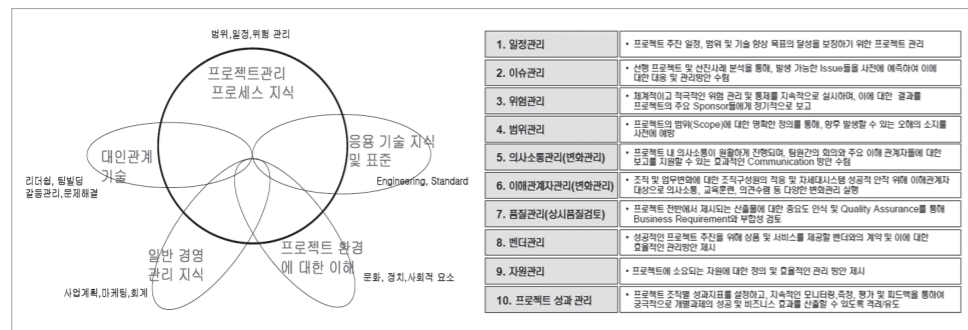 범위,일정,위험 관리
프로젝트관리
프로세스 지식
대인관계
기술
응용 기술 지식
및 표준
리더쉽, 팀빌딩
갈등관리,문제해결
Engineering, Standard
일반 경영
관리 지식
프로젝트 환경
에 대한 이해
사업계획,마케팅,회계
문화, 정치,사회적 요소
1. 일정관리
• 프로젝트 추진 일정, 범위 및 기술 향상 목표의 달성을 보장하기 위한 프로젝트 관리
2. 이슈관리
• 선행 프로젝트 및 선진사례 분석을 통해, 발생 가능한 Issue들을 사전에 예측하여 이에
대한 대응 및 관리방안 수립
3. 위험관리
• 체계적이고 적극적인 위험 관리 및 통제를 지속적으로 실시하며, 이에 대한 결과를
프로젝트의 주요 Sponsor들에게 정기적으로 보고
4. 범위관리
• 프로젝트의 범위(Scope)에 대한 명확한 정의를 통해, 향후 발생할 수 있는 오해의 소지를
사전에 예방
5. 의사소통관리(변화관리)
• 프로젝트 내 의사소통이 원활하게 진행되며, 팀원간의 회의와 주요 이해 관계자들에 대한
보고를 지원할 수 있는 효과적인 Communication 방안 수립
6. 이해관계자관리(변화관리)
• 조직 및 업무변화에 대한 조직구성원의 적응 및 차세대시스템 성공적 안착 위해 이해관계자
대상으로 의사소통, 교육훈련, 의견수렴 등 다양한 변화관리 실행
7. 품질관리(상시품질검토)
• 프로젝트 전반에서 제시되는 산출물에 대한 중요도 인식 및 Quality Assurance를 통해
Business Requirement와 부합성 검토
8. 벤더관리
• 성공적인 프로젝트 추진을 위해 상품 및 서비스를 제공할 벤더와의 계약 및 이에 대한
효율적인 관리방안 제시
9. 자원관리
• 프로젝트에 소요되는 자원에 대한 정의 및 효율적인 관리 방안 제시
10. 프로젝트 성과 관리
• 프로젝트 조직별 성과지표를 설정하고, 지속적인 모니터링,측정, 평가 및 피드백을 통하여
궁극적으로 개별과제의 성공 및 비즈니스 효과를 산출할 수 있도록 격려/유도